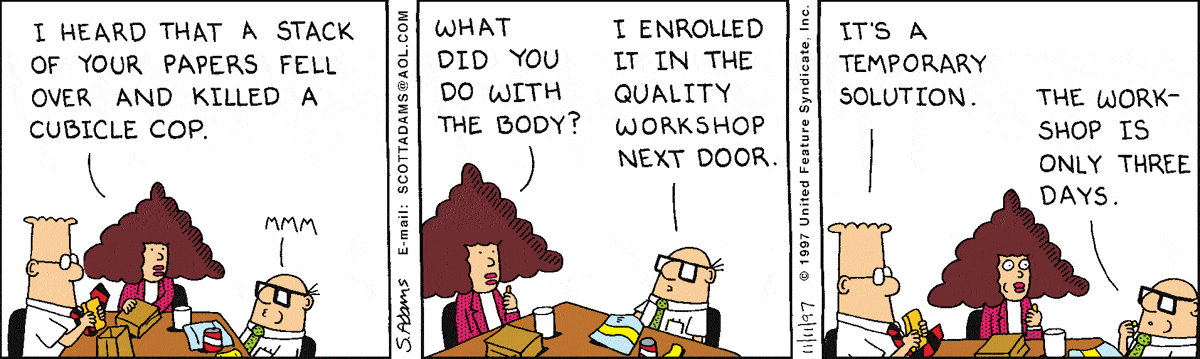 I HEARD THAT A STACK
OF YOUR PAPERS FELL
OVER AND KILLED A
CUBICLE COP.
MMM
S.Adams E-mail: SCOTTADAMS@AOL.COM
WHAT
DID YOU
DO WITH
THE BODY?
I ENROLLED
IT IN THE
QUALITY
WORKSHOP
NEXT DOOR.
11/11/97 © 1997 United Feature Syndicate, Inc.
IT'S A
TEMPORARY
SOLUTION.
THE WORK-
SHOP IS
ONLY THREE
DAYS.